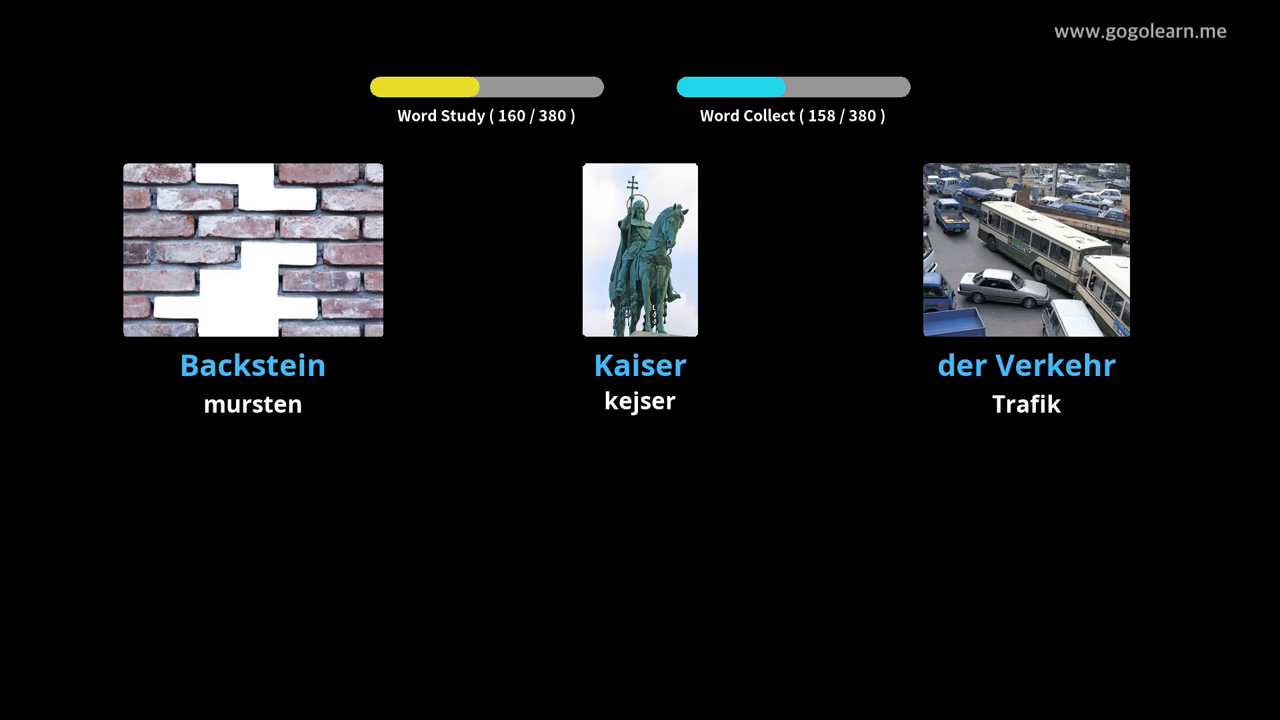 www.gogolearn.me
Word Study ( 160 / 380 )
Word Collect ( 158 / 380 )
Backstein
mursten
Kaiser
kejser
der Verkehr
Trafik